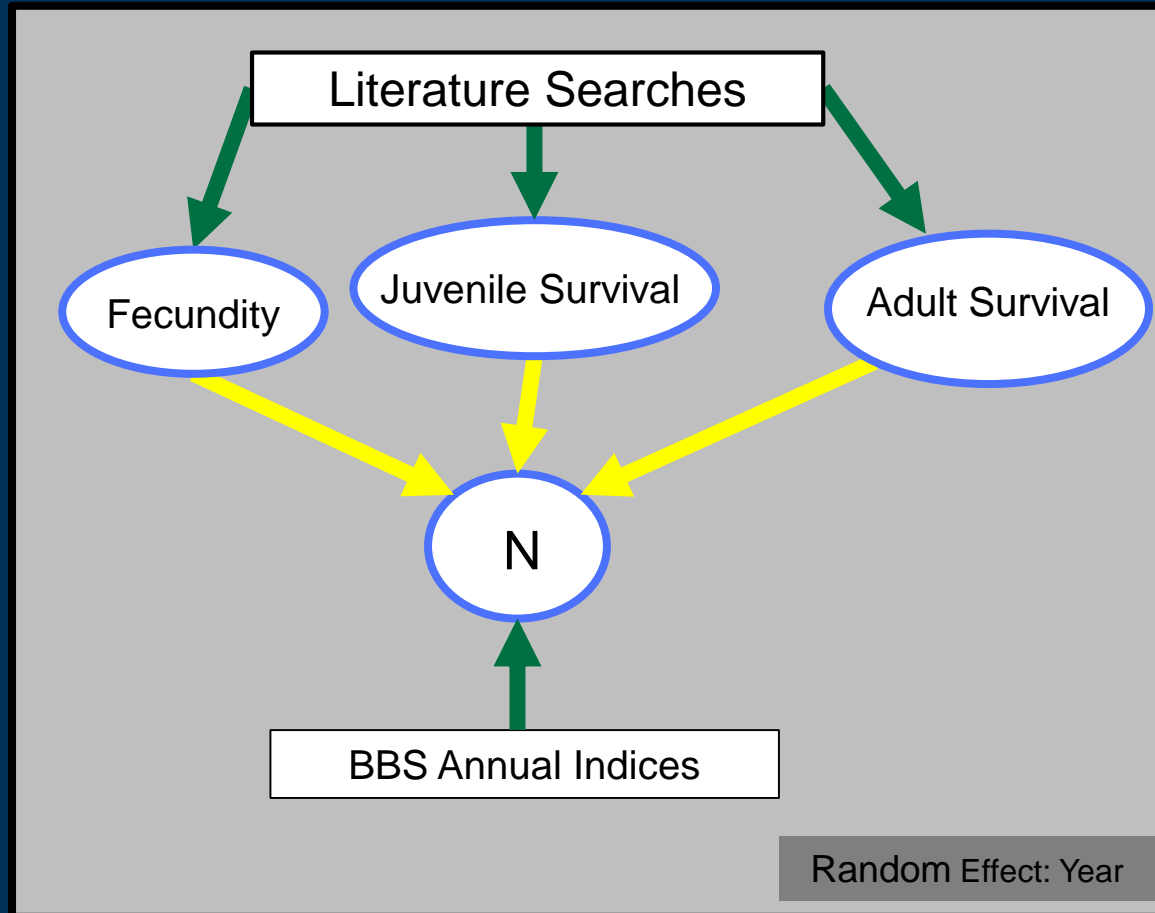 Literature Searches
Fecundity
Juvenile Survival
Adult Survival
N
BBS Annual Indices
Random Effect: Year